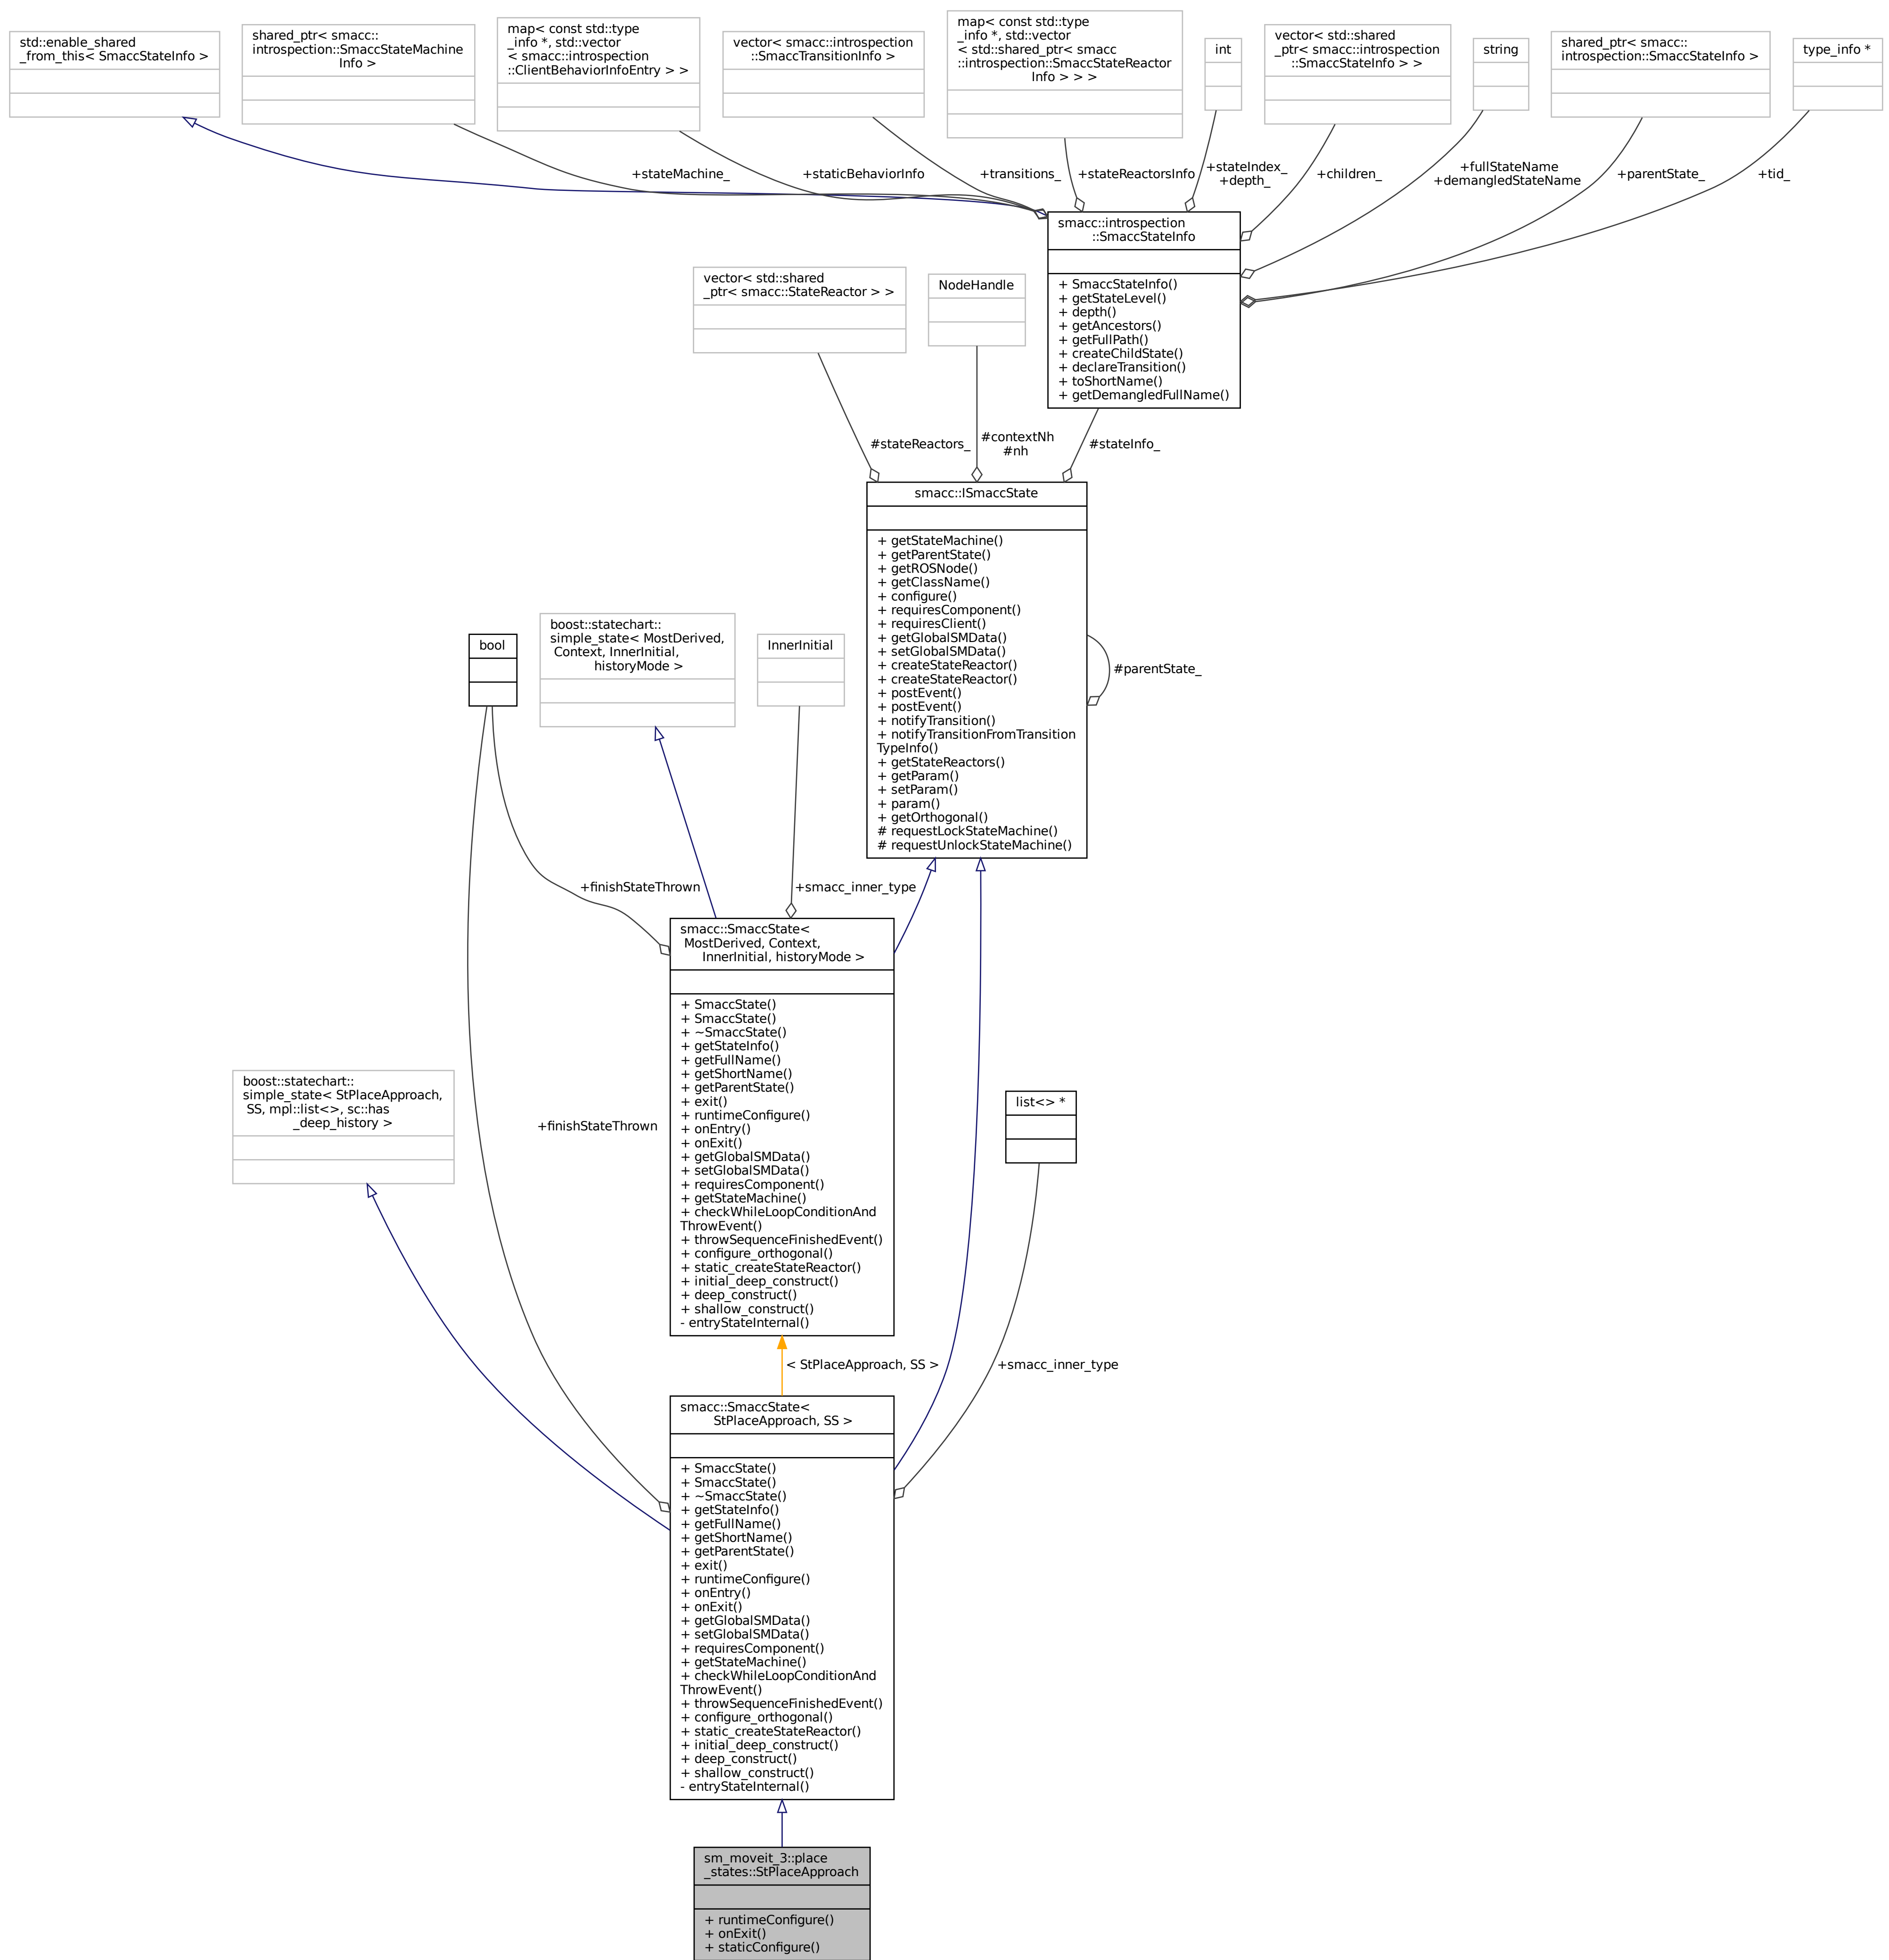 std::enable_shared
_from_this< SmaccStateInfo >
shared_ptr< smacc::
introspection::SmaccStateMachine
Info >
map< const std::type
_info *, std::vector
< smacc::introspection
::ClientBehaviorInfoEntry > >
vector< smacc::introspection
::SmaccTransitionInfo >
map< const std::type
_info *, std::vector
< std::shared_ptr< smacc
::introspection::SmaccStateReactor
Info > > >
int
vector< std::shared
_ptr< smacc::introspection
::SmaccStateInfo > >
string
shared_ptr< smacc::
introspection::SmaccStateInfo >
type_info *
+stateMachine_
+staticBehaviorInfo
+transitions_
+stateReactorsInfo
+stateIndex_
+depth_
+children_
+fullStateName
+demangledStateName
+parentState_
+tid_
smacc::introspection
::SmaccStateInfo
+ SmaccStateInfo()
+ getStateLevel()
+ depth()
+ getAncestors()
+ getFullPath()
+ createChildState()
+ declareTransition()
+ toShortName()
+ getDemangledFullName()
vector< std::shared
_ptr< smacc::StateReactor > >
NodeHandle
#stateReactors_
#contextNh
#nh
#stateInfo_
smacc::ISmaccState
+ getStateMachine()
+ getParentState()
+ getROSNode()
+ getClassName()
+ configure()
+ requiresComponent()
+ requiresClient()
+ getGlobalSMData()
+ setGlobalSMData()
+ createStateReactor()
+ createStateReactor()
+ postEvent()
+ postEvent()
+ notifyTransition()
+ notifyTransitionFromTransition
TypeInfo()
+ getStateReactors()
+ getParam()
+ setParam()
+ param()
+ getOrthogonal()
# requestLockStateMachine()
# requestUnlockStateMachine()
#parentState_
bool
boost::statechart::
simple_state< MostDerived,
Context, InnerInitial,
historyMode >
InnerInitial
+finishStateThrown
+smacc_inner_type
smacc::SmaccState<
MostDerived, Context,
InnerInitial, historyMode >
+ SmaccState()
+ SmaccState()
+ ~SmaccState()
+ getStateInfo()
+ getFullName()
+ getShortName()
+ getParentState()
+ exit()
+ runtimeConfigure()
+ onEntry()
+ onExit()
+ getGlobalSMData()
+ setGlobalSMData()
+ requiresComponent()
+ getStateMachine()
+ checkWhileLoopConditionAnd
ThrowEvent()
+ throwSequenceFinishedEvent()
+ configure_orthogonal()
+ static_createStateReactor()
+ initial_deep_construct()
+ deep_construct()
+ shallow_construct()
- entryStateInternal()
boost::statechart::
simple_state< StPlaceApproach,
SS, mpl::list<>, sc::has
_deep_history >
+finishStateThrown
list<> *
< StPlaceApproach, SS >
+smacc_inner_type
smacc::SmaccState<
StPlaceApproach, SS >
+ SmaccState()
+ SmaccState()
+ ~SmaccState()
+ getStateInfo()
+ getFullName()
+ getShortName()
+ getParentState()
+ exit()
+ runtimeConfigure()
+ onEntry()
+ onExit()
+ getGlobalSMData()
+ setGlobalSMData()
+ requiresComponent()
+ getStateMachine()
+ checkWhileLoopConditionAnd
ThrowEvent()
+ throwSequenceFinishedEvent()
+ configure_orthogonal()
+ static_createStateReactor()
+ initial_deep_construct()
+ deep_construct()
+ shallow_construct()
- entryStateInternal()
sm_moveit_3::place
_states::StPlaceApproach
+ runtimeConfigure()
+ onExit()
+ staticConfigure()